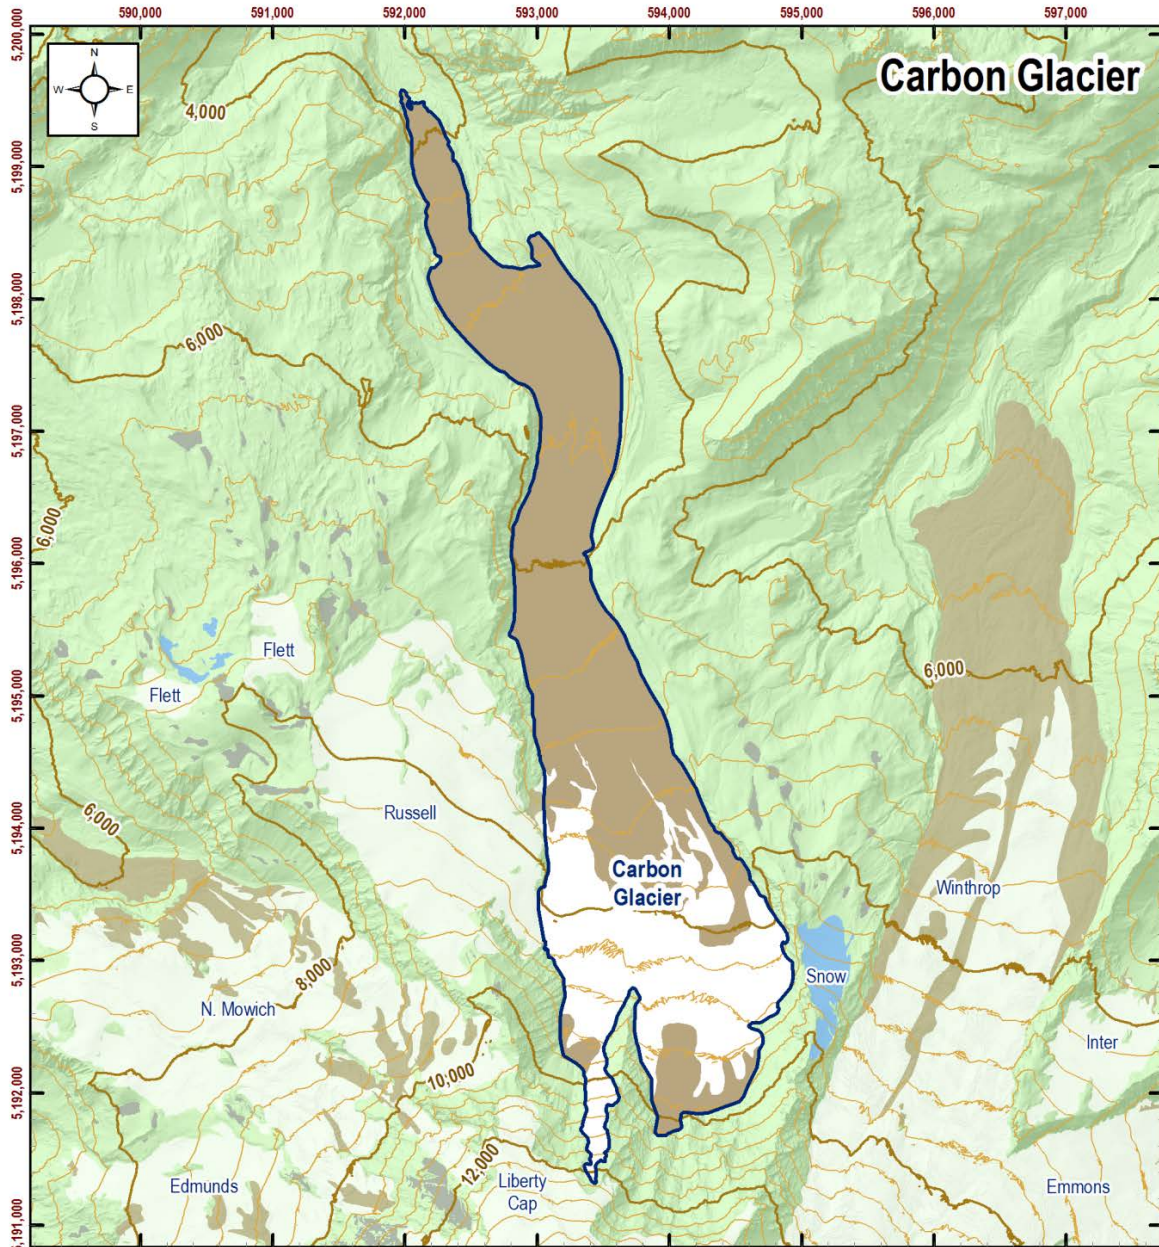 590,000 591,000 592,000 593,000 594,000 595,000 596,000 597,000
5,200,000
N
W E
S
Carbon Glacier
4,000
5,199,000
5,198,000
6,000
5,197,000
6,000
5,196,000
Flett
Flett
6,000
5,195,000
Russell
6,000
5,194,000
Carbon
Glacier
Winthrop
5,193,000
8,000
Snow
N. Mowich
Inter
10,000
5,192,000
12,000
Edmunds
Liberty
Cap
Emmons
5,191,000